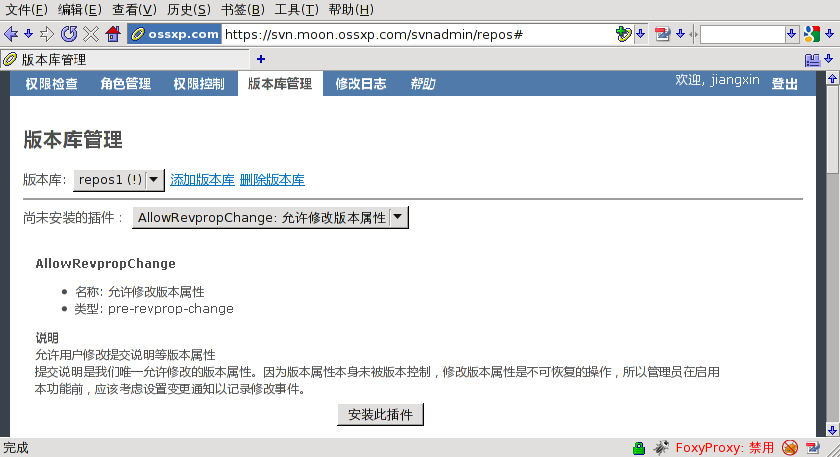 文件(F) 编辑(E) 查看(V) 历史(S) 书签(B) 工具(T) 帮助(H)
ossxp.com https://svn.moon.ossxp.com/svnadmin/repos#
版本库管理
权限检查 角色管理 权限控制 版本库管理 修改日志 帮助 欢迎, jiangxin 登出
版本库管理
版本库: repos1 (!) 添加版本库 删除版本库
尚未安装的插件: AllowRevpropChange: 允许修改版本属性
AllowRevpropChange
名称: 允许修改版本属性
类型: pre-revprop-change
说明
允许用户修改提交说明等版本属性
提交说明是我们唯一允许修改的版本属性。因为版本属性本身未被版本控制，修改版本属性是不可恢复的操作，所以管理员在启用
本功能前，应该考虑设置变更通知以记录修改事件。
安装此插件
完成 FoxyProxy: 禁用